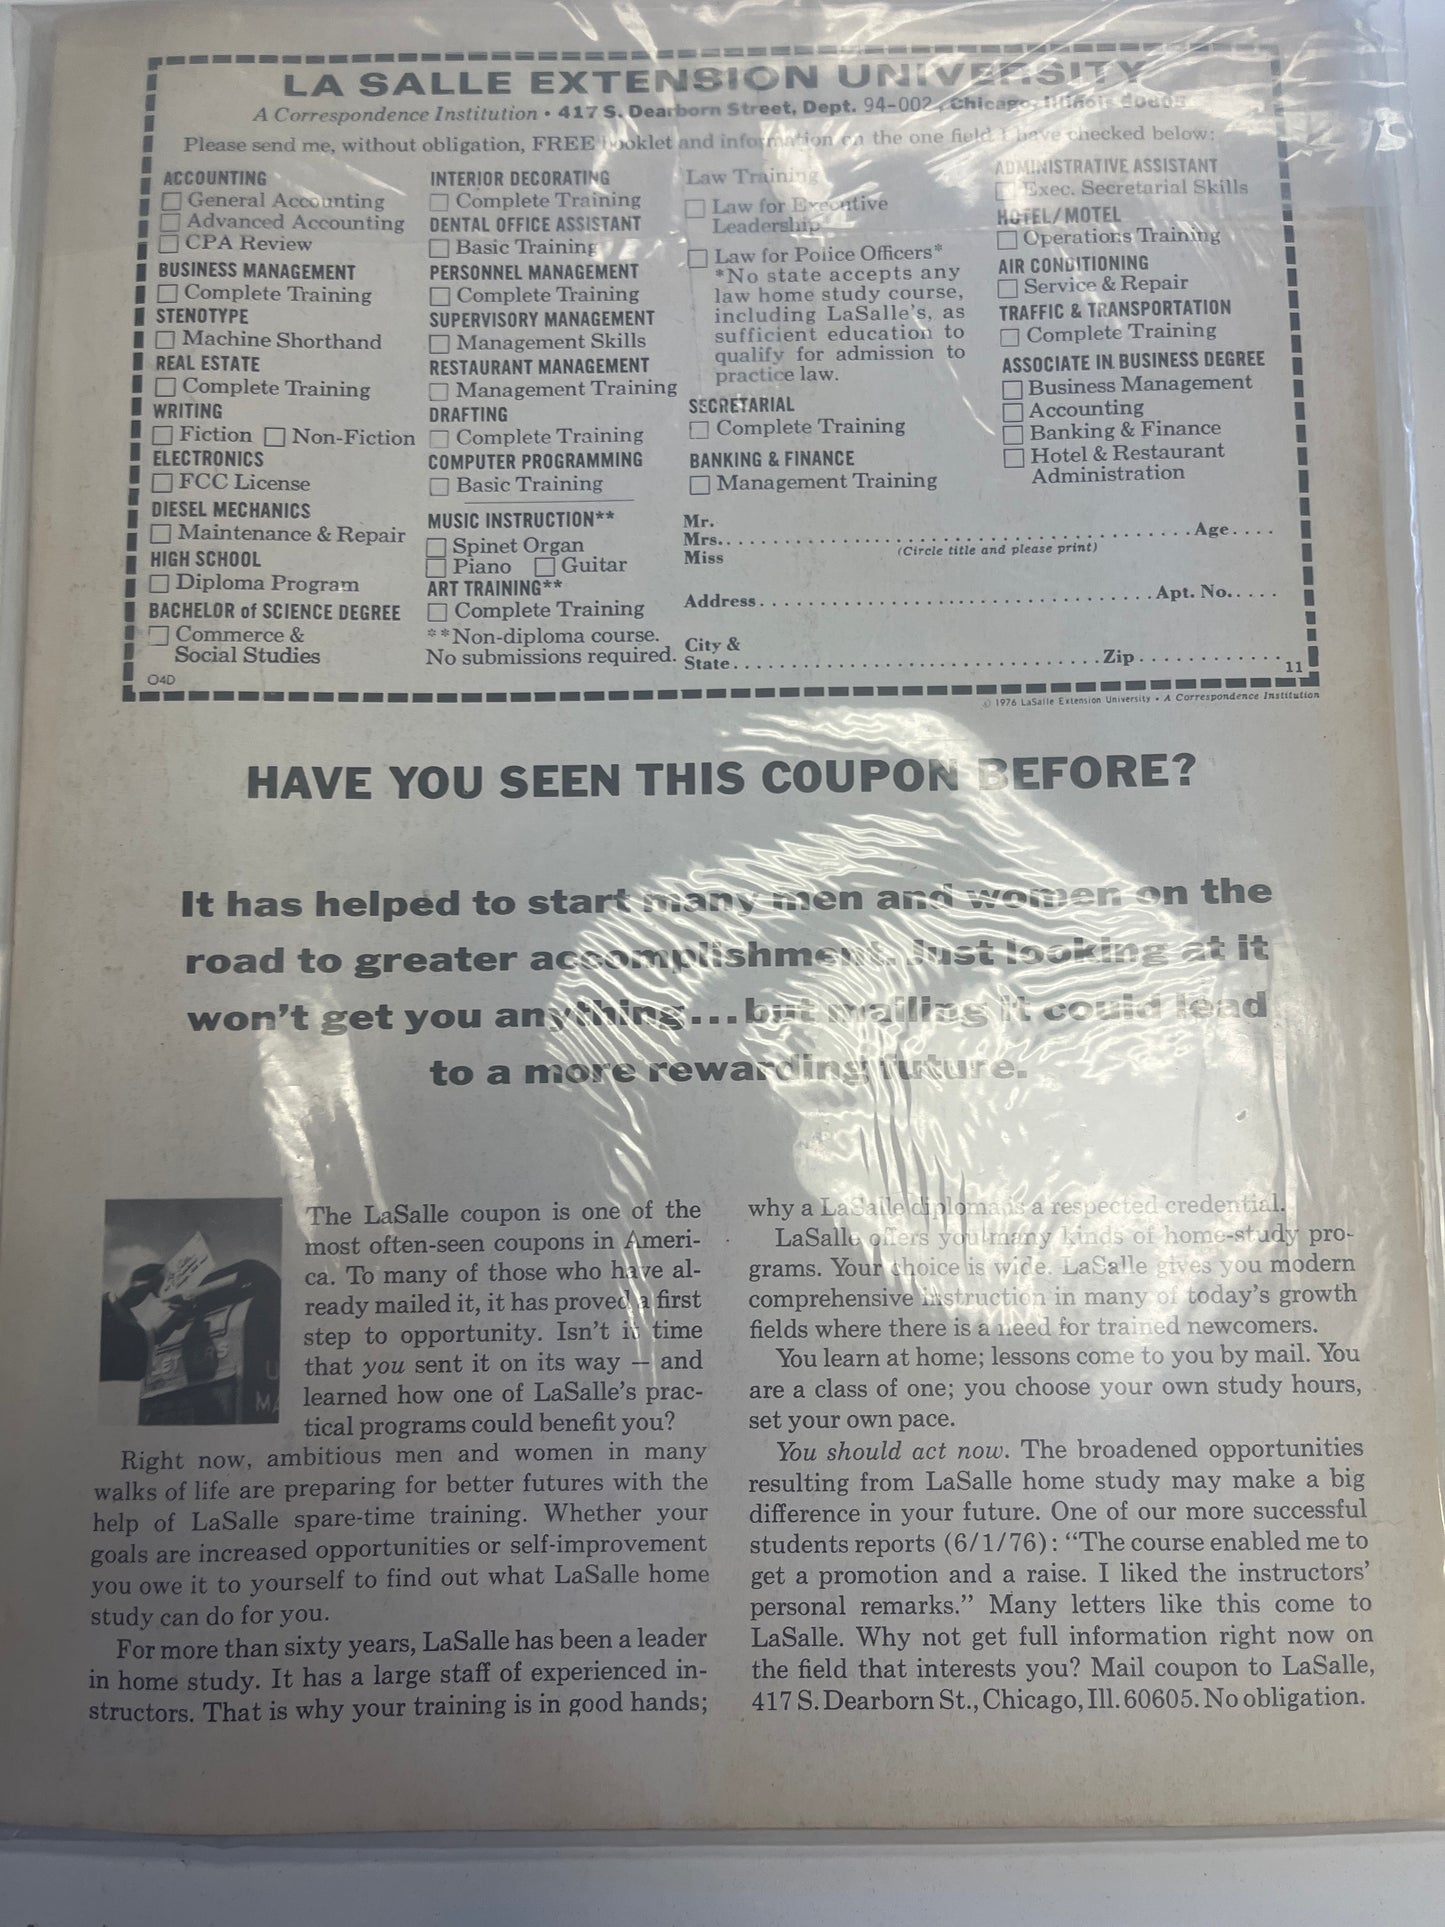 LA SALLE EXTENSION UNIVERSITY
A Correspondence Institution • 417 S. Dearborn Street, Dept. 94-002, Chicago, Illinois 60605
Please send me, without obligation, FREE booklet and information on the one field I have checked below:
ACCOUNTING
General Accounting
Advanced Accounting
CPA Review
BUSINESS MANAGEMENT
Complete Training
STENOTYPE
Machine Shorthand
REAL ESTATE
Complete Training
WRITING
Fiction Non-Fiction
ELECTRONICS
FCC License
DIESEL MECHANICS
Maintenance & Repair
HIGH SCHOOL
Diploma Program
BACHELOR of SCIENCE DEGREE
Commerce &
Social Studies
O4D
INTERIOR DECORATING
Complete Training
DENTAL OFFICE ASSISTANT
Basic Training
PERSONNEL MANAGEMENT
Complete Training
SUPERVISORY MANAGEMENT
Management Skills
RESTAURANT MANAGEMENT
Management Training
DRAFTING
Complete Training
COMPUTER PROGRAMMING
Basic Training
MUSIC INSTRUCTION**
Spinet Organ
Piano Guitar
ART TRAINING**
Complete Training
**Non-diploma course.
No submissions required.
Law Training
Law for Executive
Leadership
Law for Police Officers*
*No state accepts any
law home study course,
including LaSalle's, as
sufficient education to
qualify for admission to
practice law.
SECRETARIAL
Complete Training
BANKING & FINANCE
Management Training
ADMINISTRATIVE ASSISTANT
Exec. Secretarial Skills
HOTEL/MOTEL
Operations Training
AIR CONDITIONING
Service & Repair
TRAFFIC & TRANSPORTATION
Complete Training
ASSOCIATE IN BUSINESS DEGREE
Business Management
Accounting
Banking & Finance
Hotel & Restaurant
Administration
Mr.
Mrs. Age
(Circle title and please print)
Miss
Address Apt. No.
City &
State Zip
11
© 1976 LaSalle Extension University • A Correspondence Institution
HAVE YOU SEEN THIS COUPON BEFORE?
It has helped to start many men and women on the
road to greater accomplishment. Just looking at it
won't get you anything...but mailing it could lead
to a more rewarding future.
The LaSalle coupon is one of the
most often-seen coupons in Ameri-
ca. To many of those who have al-
ready mailed it, it has proved a first
step to opportunity. Isn't it time
that you sent it on its way — and
learned how one of LaSalle's prac-
tical programs could benefit you?
Right now, ambitious men and women in many
walks of life are preparing for better futures with the
help of LaSalle spare-time training. Whether your
goals are increased opportunities or self-improvement
you owe it to yourself to find out what LaSalle home
study can do for you.
For more than sixty years, LaSalle has been a leader
in home study. It has a large staff of experienced in-
structors. That is why your training is in good hands;
why a LaSalle diploma is a respected credential.
LaSalle offers you many kinds of home-study pro-
grams. Your choice is wide. LaSalle gives you modern
comprehensive instruction in many of today's growth
fields where there is a need for trained newcomers.
You learn at home; lessons come to you by mail. You
are a class of one; you choose your own study hours,
set your own pace.
You should act now. The broadened opportunities
resulting from LaSalle home study may make a big
difference in your future. One of our more successful
students reports (6/1/76): "The course enabled me to
get a promotion and a raise. I liked the instructors'
personal remarks." Many letters like this come to
LaSalle. Why not get full information right now on
the field that interests you? Mail coupon to LaSalle,
417 S. Dearborn St., Chicago, Ill. 60605. No obligation.